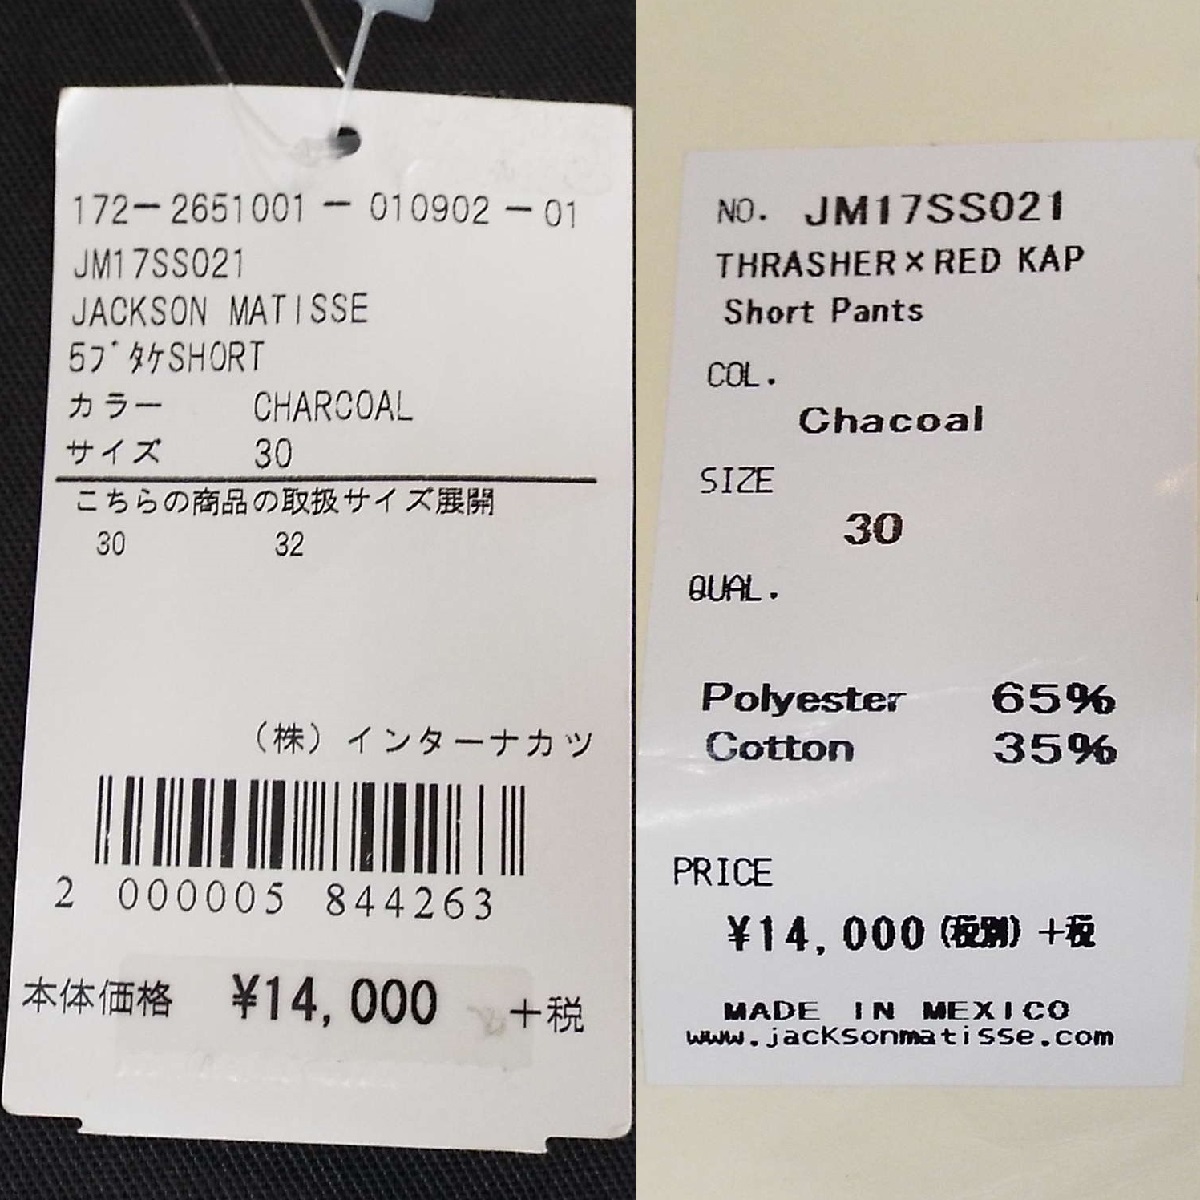 172-2651001-010902-01
JM17SS021
JACKSON MATISSE
5ブタケSHORT
カラー CHARCOAL
サイズ 30
こちらの商品の取扱サイズ展開
30 32
（株）インターナカツ
2 000005 844263
本体価格 ¥14,000 +税
NO. JM17SS021
THRASHER×RED KAP
Short Pants
COL.
Chacoal
SIZE
30
QUAL.
Polyester 65%
Cotton 35%
PRICE
¥14,000(税別)+税
MADE IN MEXICO
www.jacksonmatisse.com